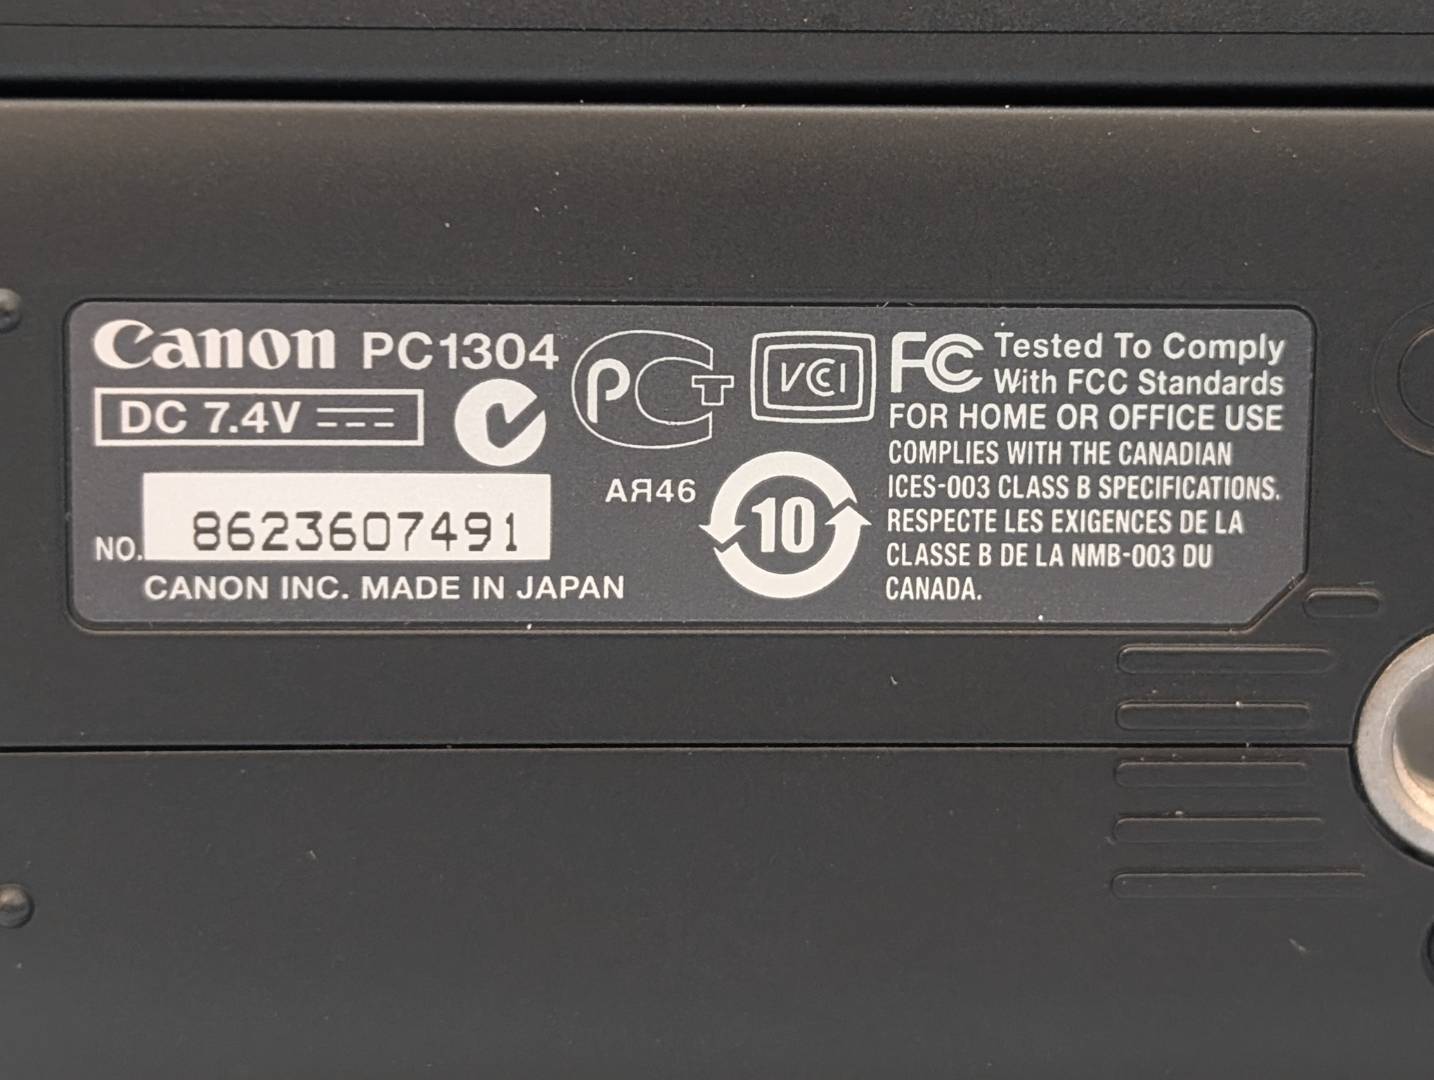 Canon PC1304
DC 7.4V
NO. 8623607491
CANON INC. MADE IN JAPAN
РСТ
АЯ46
VCI
10
FC Tested To Comply
With FCC Standards
FOR HOME OR OFFICE USE
COMPLIES WITH THE CANADIAN
ICES-003 CLASS B SPECIFICATIONS.
RESPECTE LES EXIGENCES DE LA
CLASSE B DE LA NMB-003 DU
CANADA.